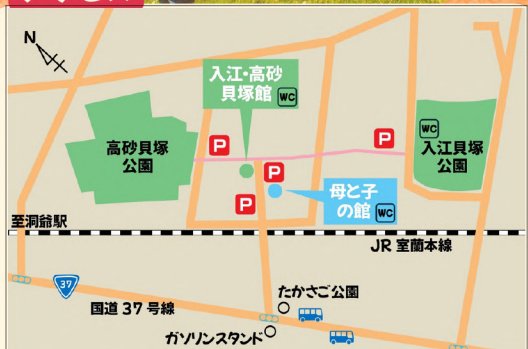 N
入江・高砂
貝塚館 WC
高砂貝塚
公園
P
P
P
P
WC
入江貝塚
公園
母と子
の館 WC
至洞爺駅
JR 室蘭本線
37
国道 37 号線
たかさご公園
ガソリンスタンド